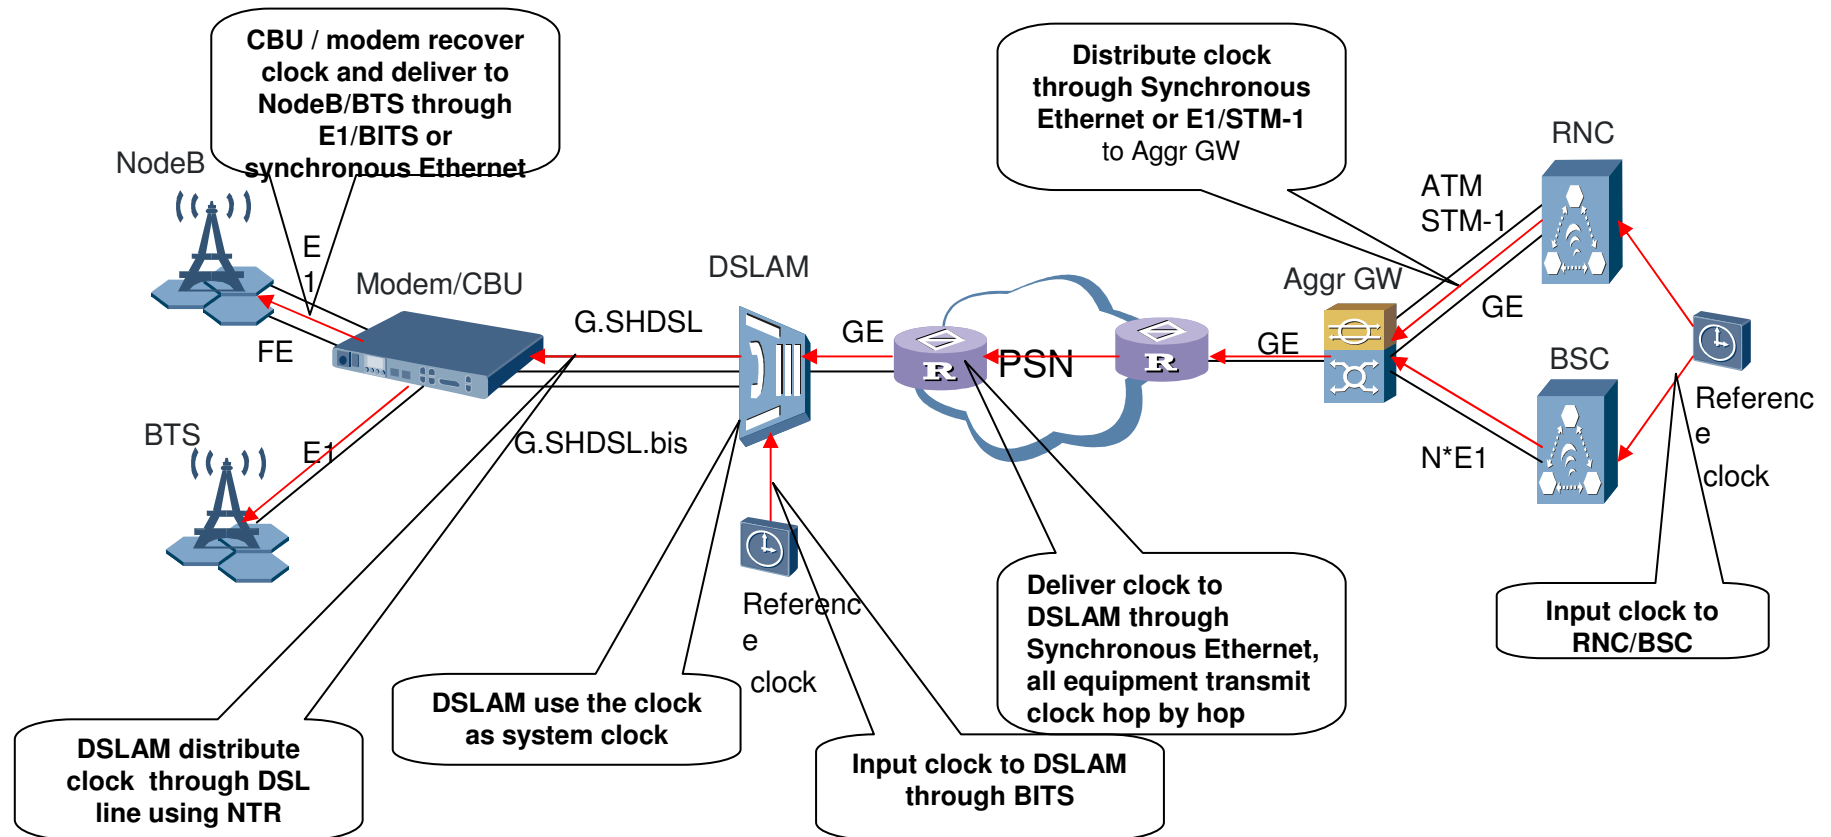 CBU / modem recover
clock and deliver to
NodeB/BTS through
E1/BITS or
synchronous Ethernet
Distribute clock
through Synchronous
Ethernet or E1/STM-1
to Aggr GW
RNC
NodeB
ATM
STM-1
E
1
Modem/CBU
DSLAM
Aggr GW
G.SHDSL
GE
GE
GE
FE
PSN
R
R
BSC
Referenc
e
clock
BTS
E1
G.SHDSL.bis
N*E1
Referenc
e
clock
Deliver clock to
DSLAM through
Synchronous Ethernet,
all equipment transmit
clock hop by hop
Input clock to
RNC/BSC
DSLAM use the clock
as system clock
DSLAM distribute
clock through DSL
line using NTR
Input clock to DSLAM
through BITS